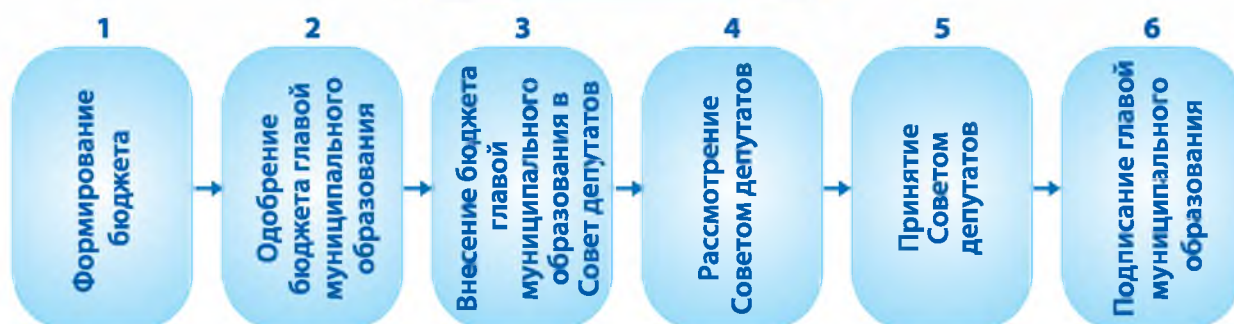 1
Формирование
бюджета
2
Одобрение
бюджета главой
муниципального
образования
3
Внесение бюджета
главой
муниципального
образования в
Совет депутатов
4
Рассмотрение
Советом депутатов
5
Принятие
Советом
депутатов
6
Подписание главой
муниципального
образования